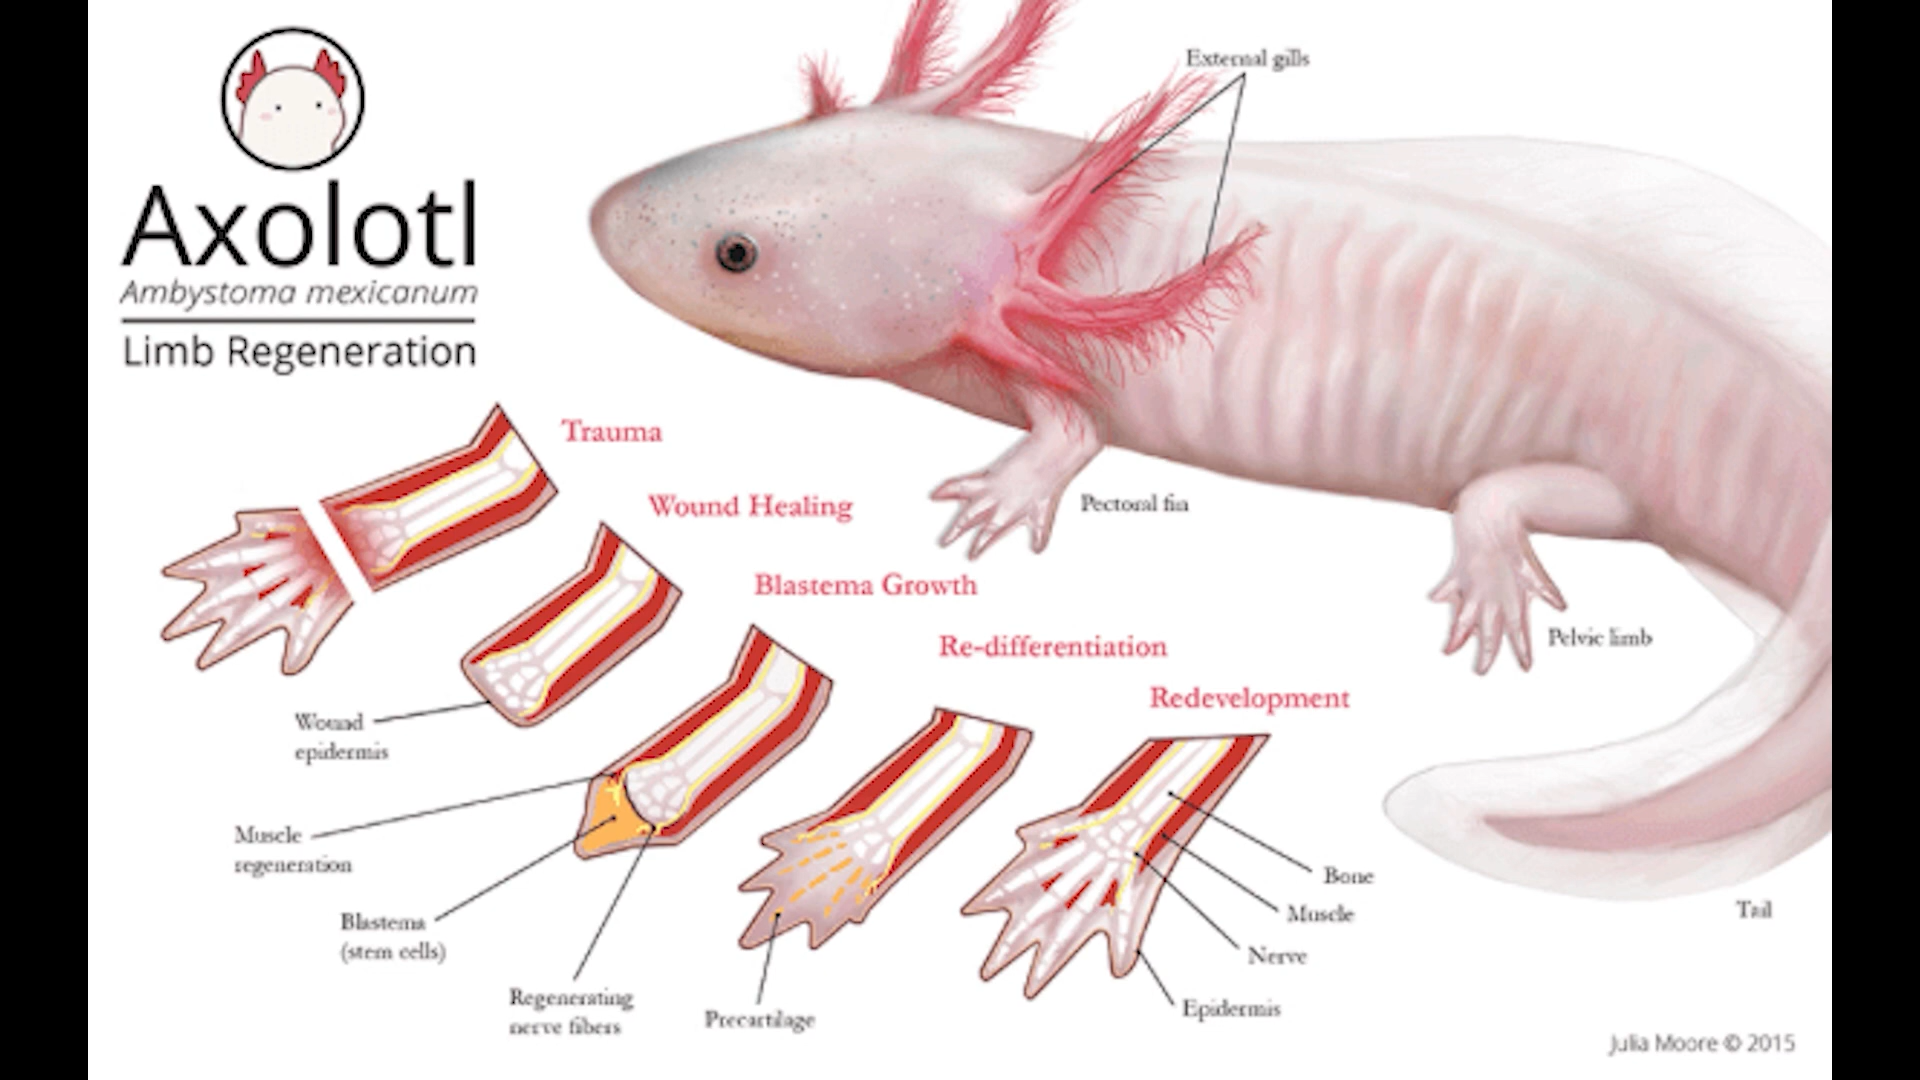 Axolotl
Ambystoma mexicanum
Limb Regeneration
External gills
Trauma
Wound Healing
Pectoral fin
Blastema Growth
Re-differentiation
Pelvic limb
Redevelopment
Wound
epidermis
Muscle
regeneration
Blastema
(stem cells)
Regenerating
nerve fibers
Precartilage
Bone
Muscle
Nerve
Epidermis
Tail
Julia Moore © 2015